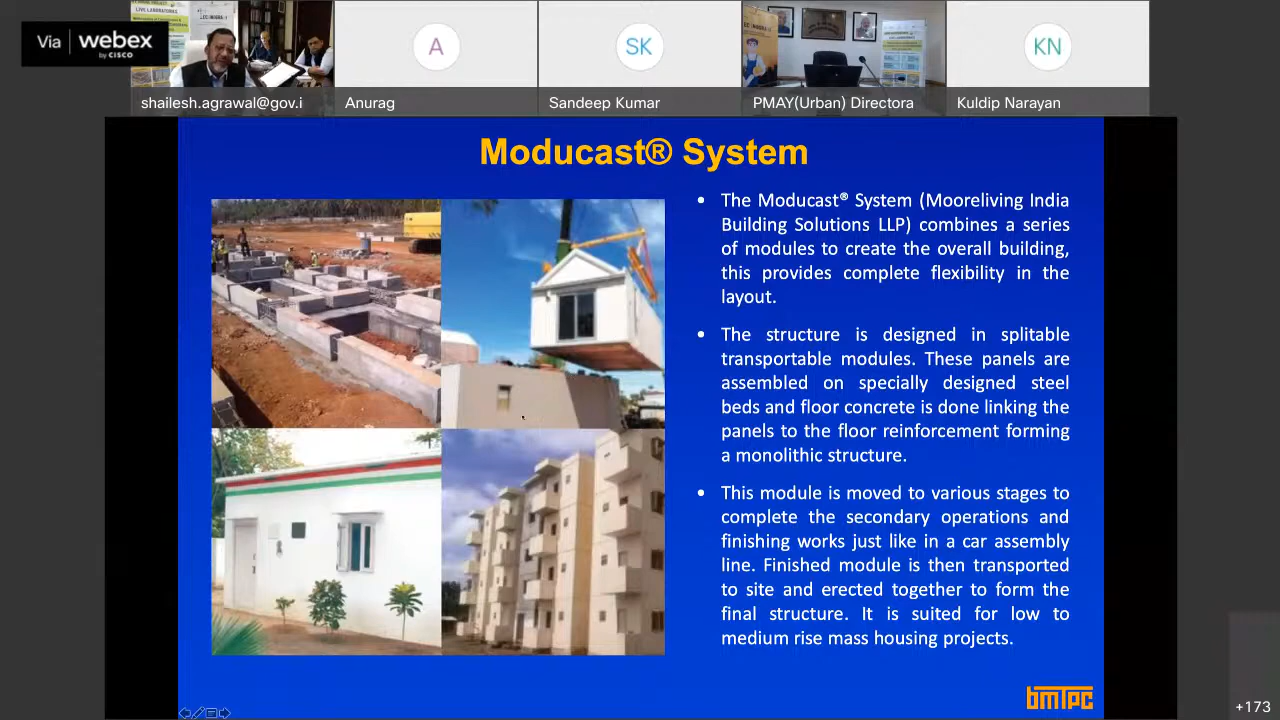 Via webex
by CISCO
LIVE LABORATORIES
shailesh.agrawal@gov.i
A
Anurag
SK
Sandeep Kumar
PMAY(Urban) Directora
KN
Kuldip Narayan
Moducast® System
• The Moducast® System (Mooreliving India
Building Solutions LLP) combines a series
of modules to create the overall building,
this provides complete flexibility in the
layout.
• The structure is designed in splitable
transportable modules. These panels are
assembled on specially designed steel
beds and floor concrete is done linking the
panels to the floor reinforcement forming
a monolithic structure.
• This module is moved to various stages to
complete the secondary operations and
finishing works just like in a car assembly
line. Finished module is then transported
to site and erected together to form the
final structure. It is suited for low to
medium rise mass housing projects.
bmTPC
+173